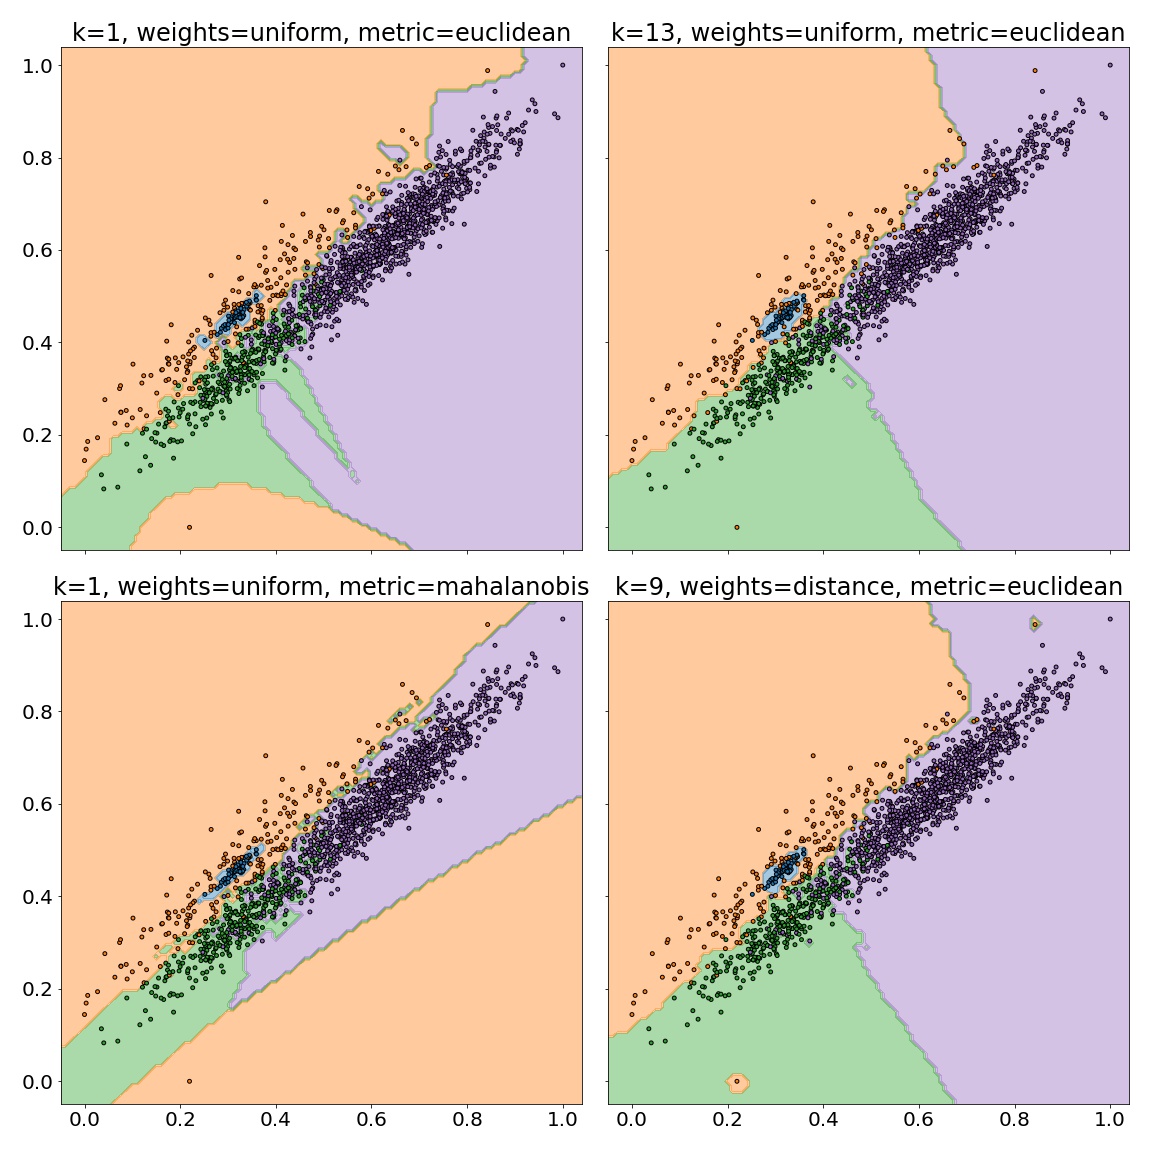 k=1, weights=uniform, metric=euclidean
k=13, weights=uniform, metric=euclidean
1.0
0.8
0.6
0.4
0.2
0.0
k=1, weights=uniform, metric=mahalanobis
k=9, weights=distance, metric=euclidean
1.0
0.8
0.6
0.4
0.2
0.0
0.0 0.2 0.4 0.6 0.8 1.0
0.0 0.2 0.4 0.6 0.8 1.0